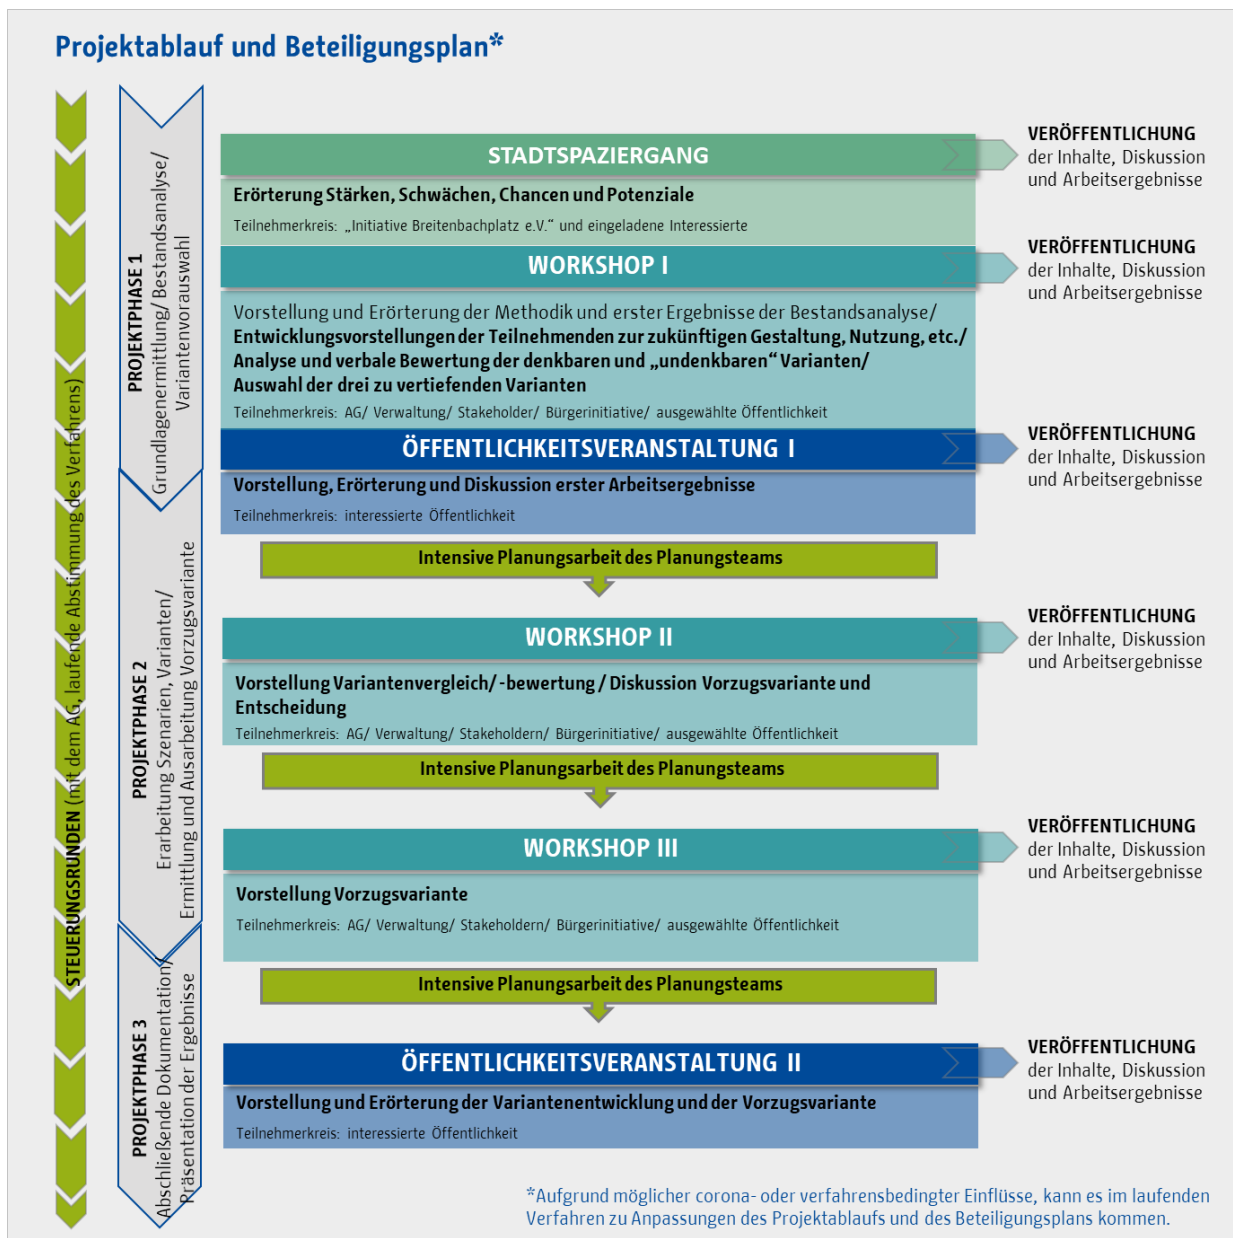 Projektablauf und Beteiligungsplan*
STEUERUNGSRUNDEN (mit dem AG, laufende Abstimmung des Verfahrens)
PROJEKTPHASE 1
Grundlagenermittlung/ Bestandsanalyse/
Variantenvorauswahl
STADTSPAZIERGANG
Erörterung Stärken, Schwächen, Chancen und Potenziale
Teilnehmerkreis: „Initiative Breitenbachplatz e.V.“ und eingeladene Interessierte
VERÖFFENTLICHUNG
der Inhalte, Diskussion
und Arbeitsergebnisse
WORKSHOP I
Vorstellung und Erörterung der Methodik und erster Ergebnisse der Bestandsanalyse/
Entwicklungsvorstellungen der Teilnehmenden zur zukünftigen Gestaltung, Nutzung, etc./
Analyse und verbale Bewertung der denkbaren und „undenkbaren“ Varianten/
Auswahl der drei zu vertiefenden Varianten
Teilnehmerkreis: AG/ Verwaltung/ Stakeholder/ Bürgerinitiative/ ausgewählte Öffentlichkeit
VERÖFFENTLICHUNG
der Inhalte, Diskussion
und Arbeitsergebnisse
ÖFFENTLICHKEITSVERANSTALTUNG I
Vorstellung, Erörterung und Diskussion erster Arbeitsergebnisse
Teilnehmerkreis: interessierte Öffentlichkeit
VERÖFFENTLICHUNG
der Inhalte, Diskussion
und Arbeitsergebnisse
PROJEKTPHASE 2
Erarbeitung Szenarien, Varianten/
Ermittlung und Ausarbeitung Vorzugsvariante
Intensive Planungsarbeit des Planungsteams
WORKSHOP II
Vorstellung Variantenvergleich/ -bewertung / Diskussion Vorzugsvariante und
Entscheidung
Teilnehmerkreis: AG/ Verwaltung/ Stakeholdern/ Bürgerinitiative/ ausgewählte Öffentlichkeit
VERÖFFENTLICHUNG
der Inhalte, Diskussion
und Arbeitsergebnisse
Intensive Planungsarbeit des Planungsteams
WORKSHOP III
Vorstellung Vorzugsvariante
Teilnehmerkreis: AG/ Verwaltung/ Stakeholdern/ Bürgerinitiative/ ausgewählte Öffentlichkeit
VERÖFFENTLICHUNG
der Inhalte, Diskussion
und Arbeitsergebnisse
PROJEKTPHASE 3
Abschließende Dokumentation/
Präsentation der Ergebnisse
Intensive Planungsarbeit des Planungsteams
ÖFFENTLICHKEITSVERANSTALTUNG II
Vorstellung und Erörterung der Variantenentwicklung und der Vorzugsvariante
Teilnehmerkreis: interessierte Öffentlichkeit
VERÖFFENTLICHUNG
der Inhalte, Diskussion
und Arbeitsergebnisse
*Aufgrund möglicher corona- oder verfahrensbedingter Einflüsse, kann es im laufenden
Verfahren zu Anpassungen des Projektablaufs und des Beteiligungsplans kommen.